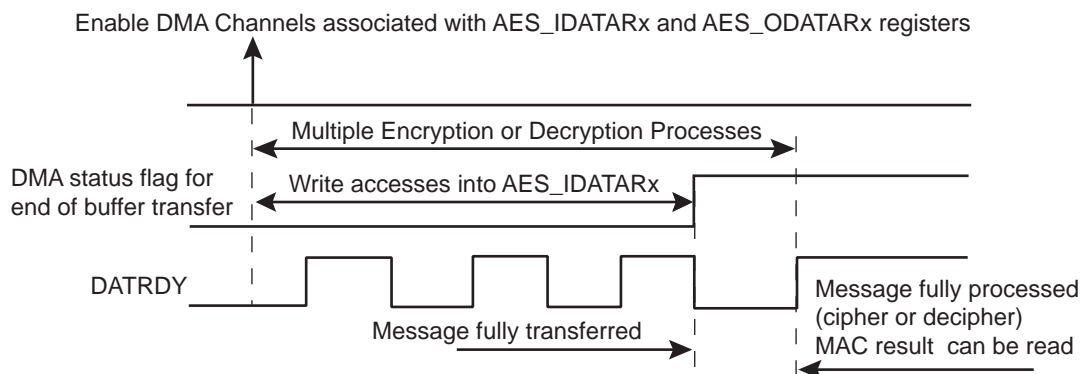 Enable DMA Channels associated with AES_IDATARx and AES_ODATARx registers
Multiple Encryption or Decryption Processes
DMA status flag for
end of buffer transfer
Write accesses into AES_IDATARx
DATRDY
Message fully transferred
Message fully processed
(cipher or decipher)
MAC result can be read